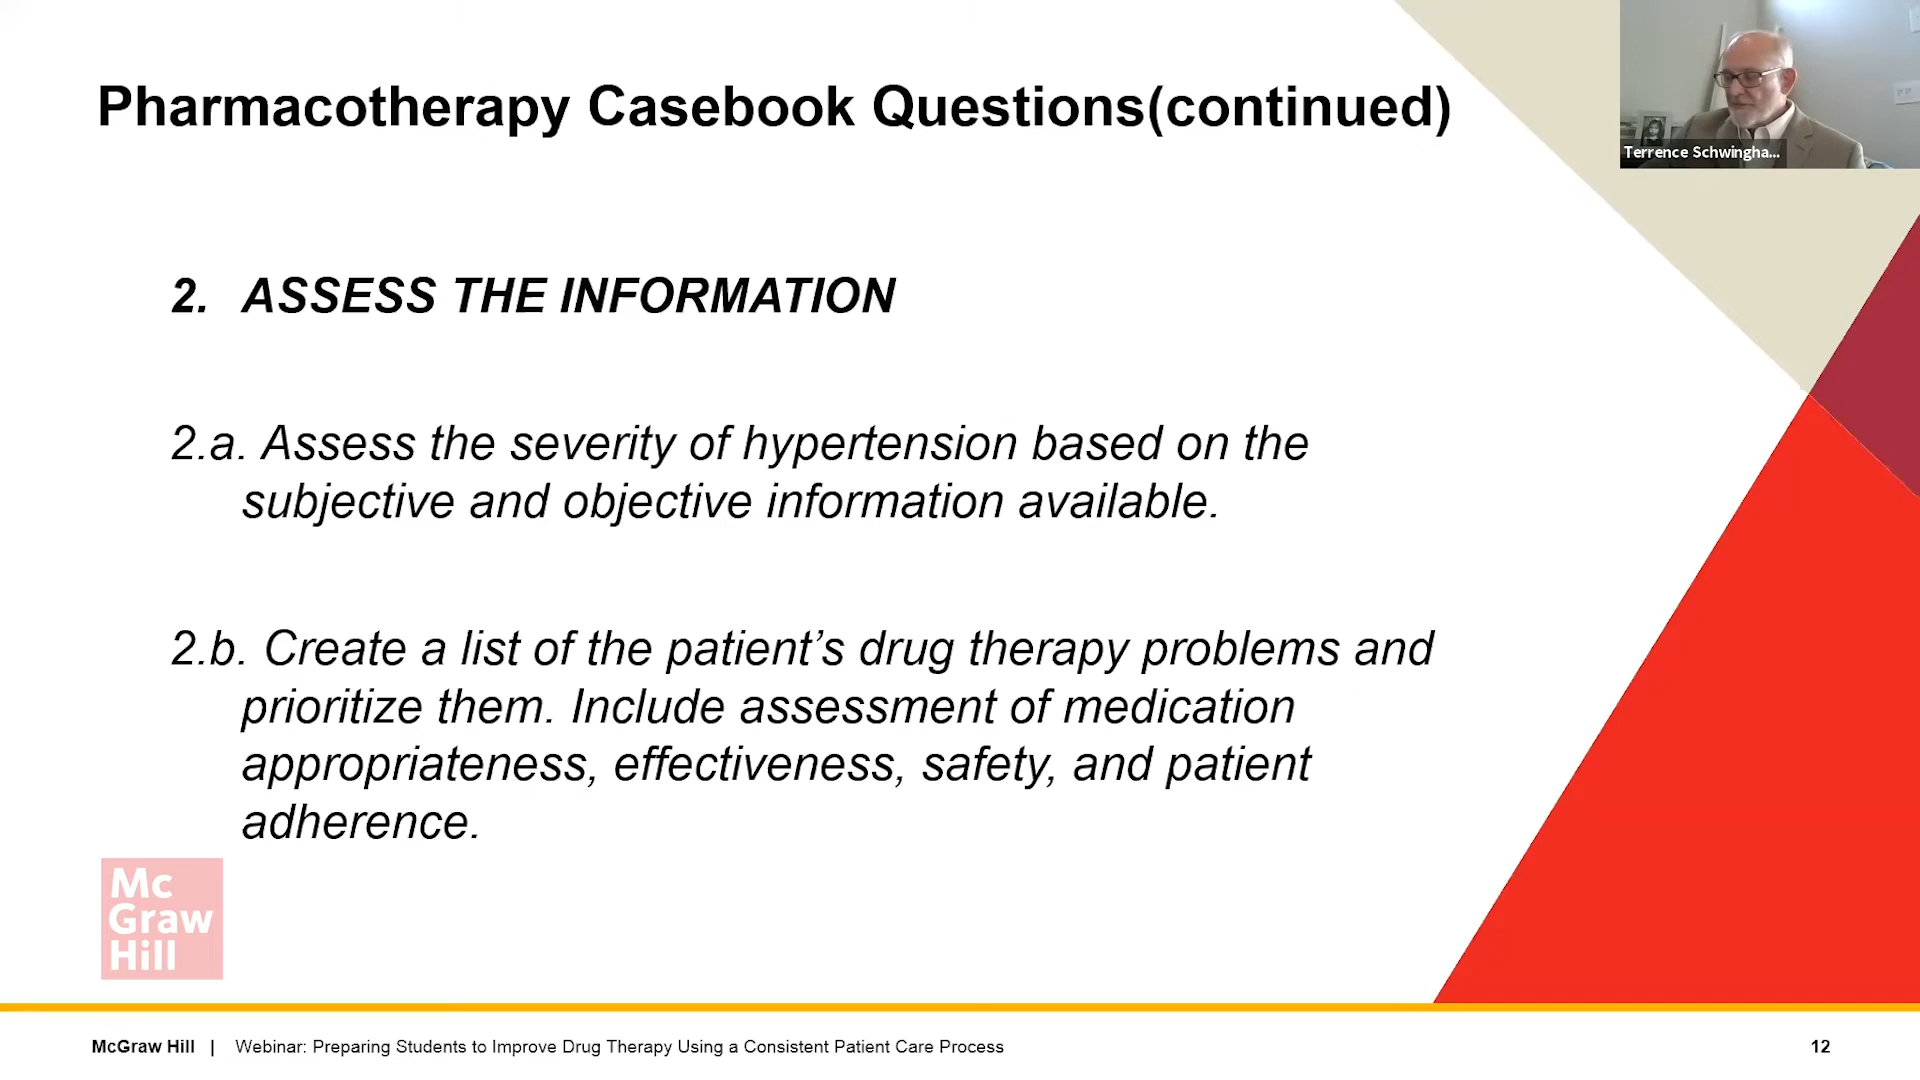 Pharmacotherapy Casebook Questions(continued)
Terrence Schwingha...
2. ASSESS THE INFORMATION
2.a. Assess the severity of hypertension based on the
subjective and objective information available.
2.b. Create a list of the patient’s drug therapy problems and
prioritize them. Include assessment of medication
appropriateness, effectiveness, safety, and patient
adherence.
Mc
Graw
Hill
McGraw Hill | Webinar: Preparing Students to Improve Drug Therapy Using a Consistent Patient Care Process 12